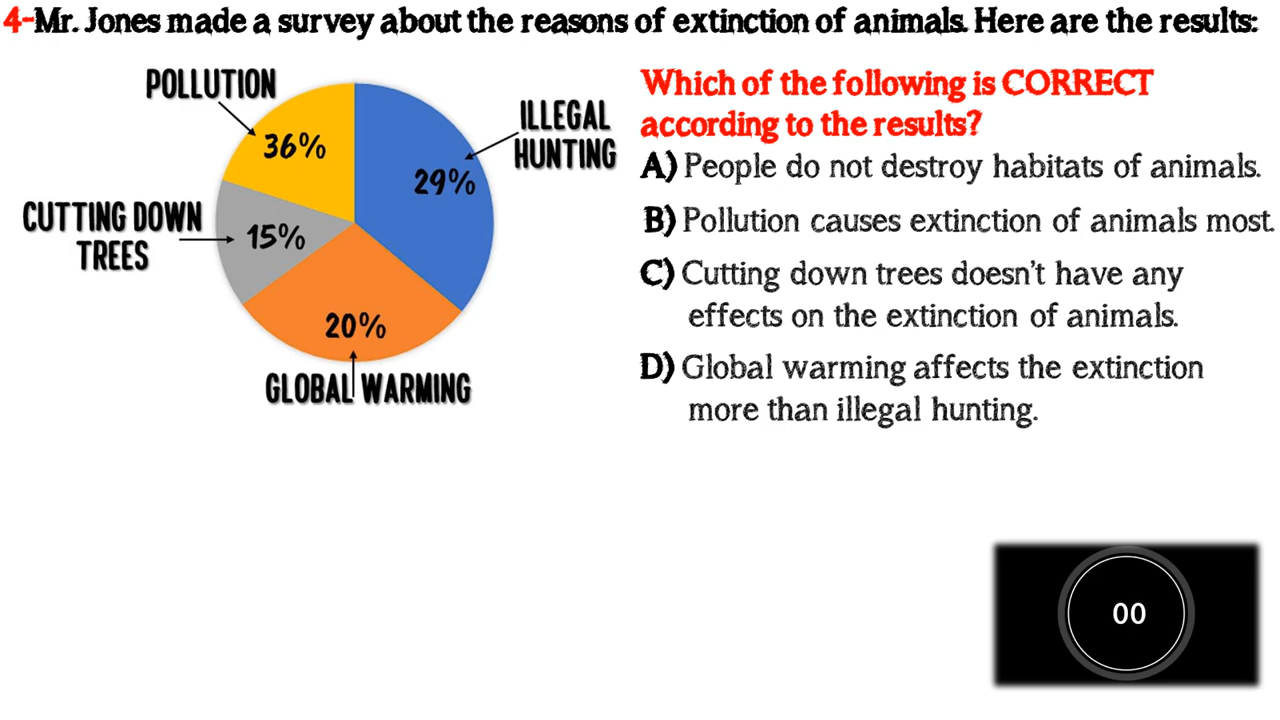 4-Mr. Jones made a survey about the reasons of extinction of animals. Here are the results:
POLLUTION
36%
ILLEGAL
HUNTING
29%
CUTTING DOWN
TREES
15%
20%
GLOBAL WARMING
Which of the following is CORRECT
according to the results?
A) People do not destroy habitats of animals.
B) Pollution causes extinction of animals most.
C) Cutting down trees doesn't have any
effects on the extinction of animals.
D) Global warming affects the extinction
more than illegal hunting.
00